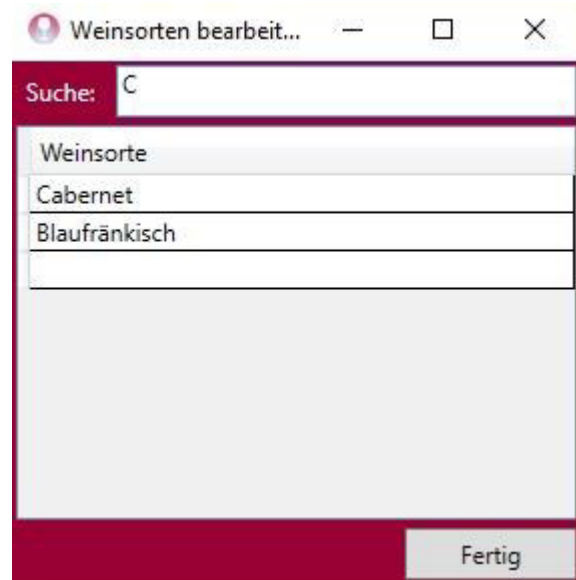 Weinsorten bearbeit...
Suche: C
Weinsorte
Cabernet
Blaufränkisch
Fertig